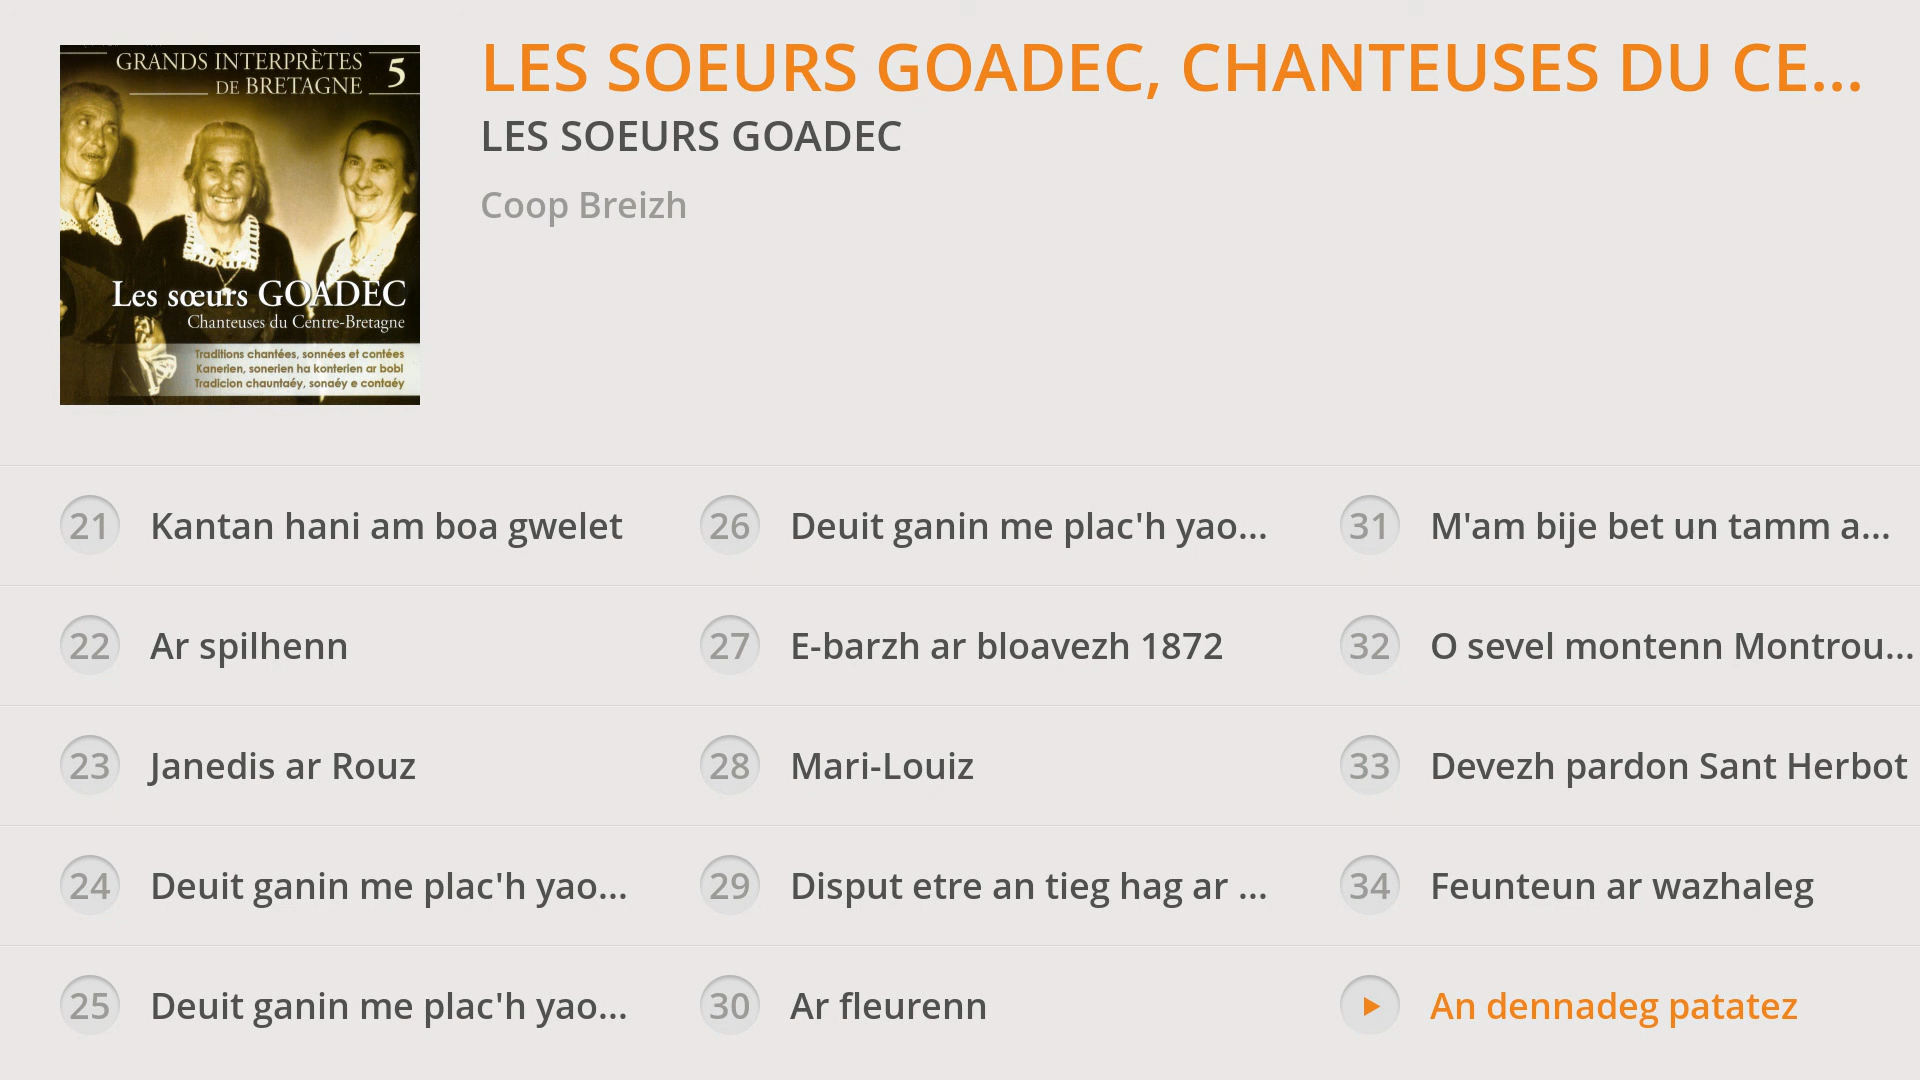 GRANDS INTERPRÈTES
DE BRETAGNE 5
Les sœurs GOADEC
Chanteuses du Centre-Bretagne
Traditions chantées, sonnées et contées
Kanerien, sonerien ha konterien ar bobl
Tradicion chauntaéy, sonaéy e contaéy
LES SOEURS GOADEC, CHANTEUSES DU CE...
LES SOEURS GOADEC
Coop Breizh
21 Kantan hani am boa gwelet
22 Ar spilhenn
23 Janedis ar Rouz
24 Deuit ganin me plac'h yao...
25 Deuit ganin me plac'h yao...
26 Deuit ganin me plac'h yao...
27 E-barzh ar bloavezh 1872
28 Mari-Louiz
29 Disput etre an tieg hag ar ...
30 Ar fleurenn
31 M'am bije bet un tamm a...
32 O sevel montenn Montrou...
33 Devezh pardon Sant Herbot
34 Feunteun ar wazhaleg
An dennadeg patatez